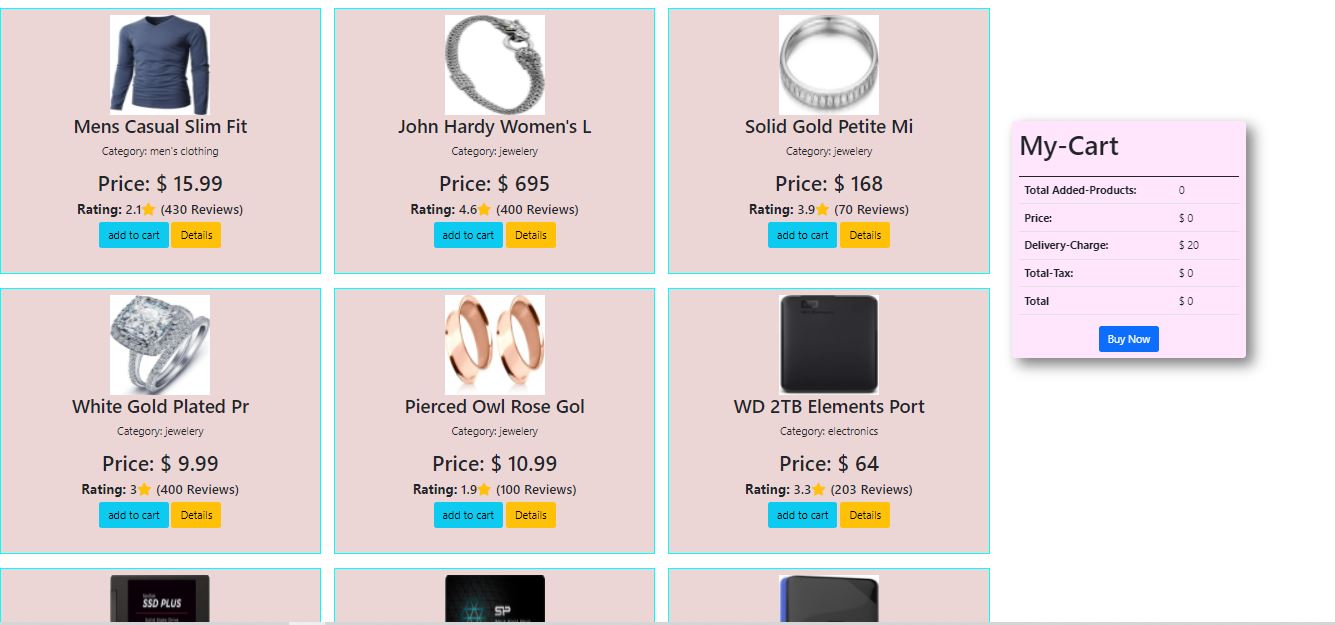 Mens Casual Slim Fit
Category: men's clothing
Price: $ 15.99
Rating: 2.1 (430 Reviews)
add to cart Details
John Hardy Women's L
Category: jewelery
Price: $ 695
Rating: 4.6 (400 Reviews)
add to cart Details
Solid Gold Petite Mi
Category: jewelery
Price: $ 168
Rating: 3.9 (70 Reviews)
add to cart Details
My-Cart
Total Added-Products: 0
Price: $ 0
Delivery-Charge: $ 20
Total-Tax: $ 0
Total $ 0
Buy Now
White Gold Plated Pr
Category: jewelery
Price: $ 9.99
Rating: 3 (400 Reviews)
add to cart Details
Pierced Owl Rose Gol
Category: jewelery
Price: $ 10.99
Rating: 1.9 (100 Reviews)
add to cart Details
WD 2TB Elements Port
Category: electronics
Price: $ 64
Rating: 3.3 (203 Reviews)
add to cart Details
SSD PLUS
Solid State Drive
SP